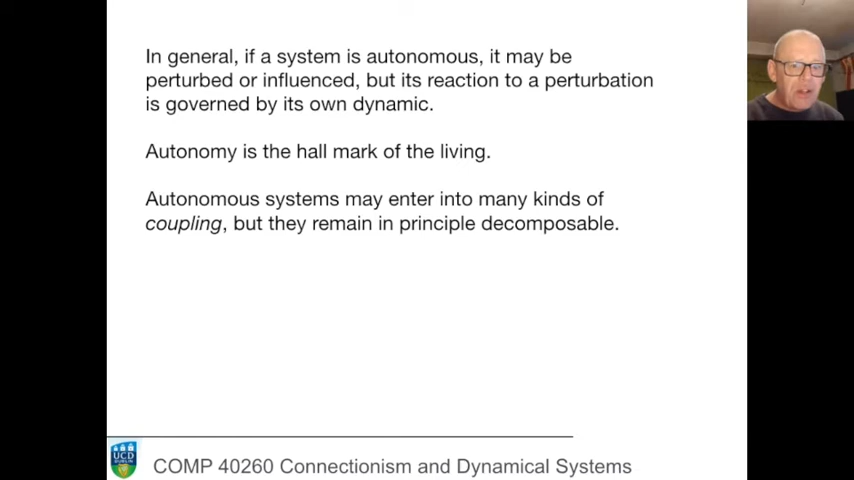 In general, if a system is autonomous, it may be
perturbed or influenced, but its reaction to a perturbation
is governed by its own dynamic.
Autonomy is the hall mark of the living.
Autonomous systems may enter into many kinds of
coupling, but they remain in principle decomposable.
UCD
DUBLIN
COMP 40260 Connectionism and Dynamical Systems